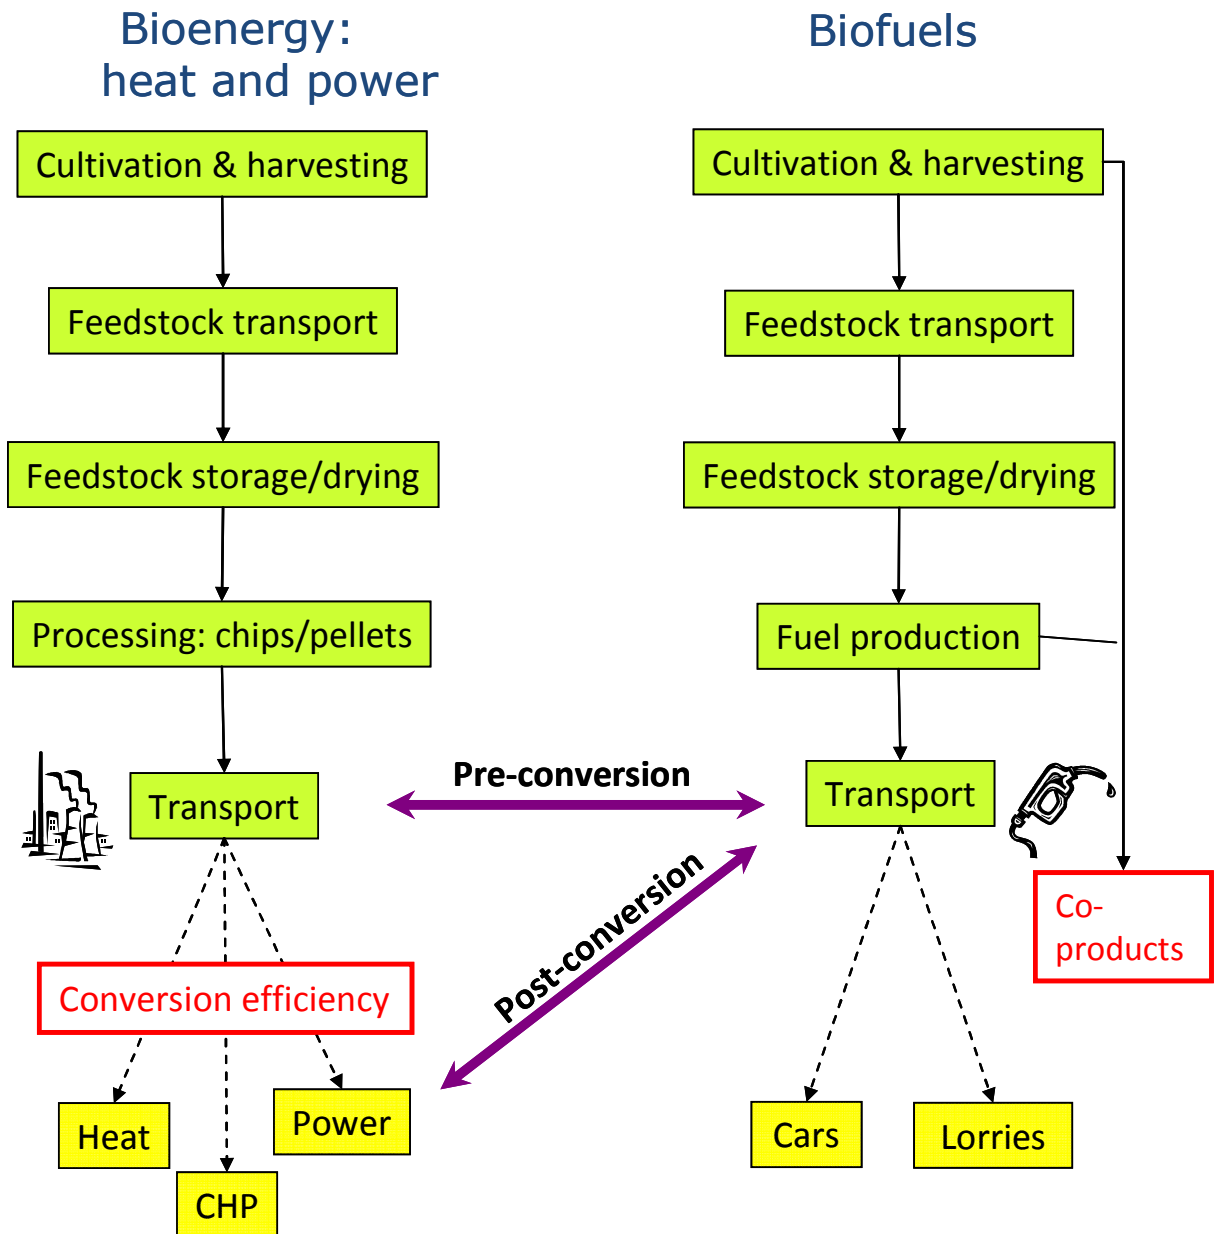 Bioenergy:
heat and power
Biofuels
Cultivation & harvesting
Feedstock transport
Feedstock storage/drying
Processing: chips/pellets
Transport
Conversion efficiency
Heat
CHP
Power
Pre-conversion
Post-conversion
Cultivation & harvesting
Feedstock transport
Feedstock storage/drying
Fuel production
Transport
Co-
products
Cars
Lorries